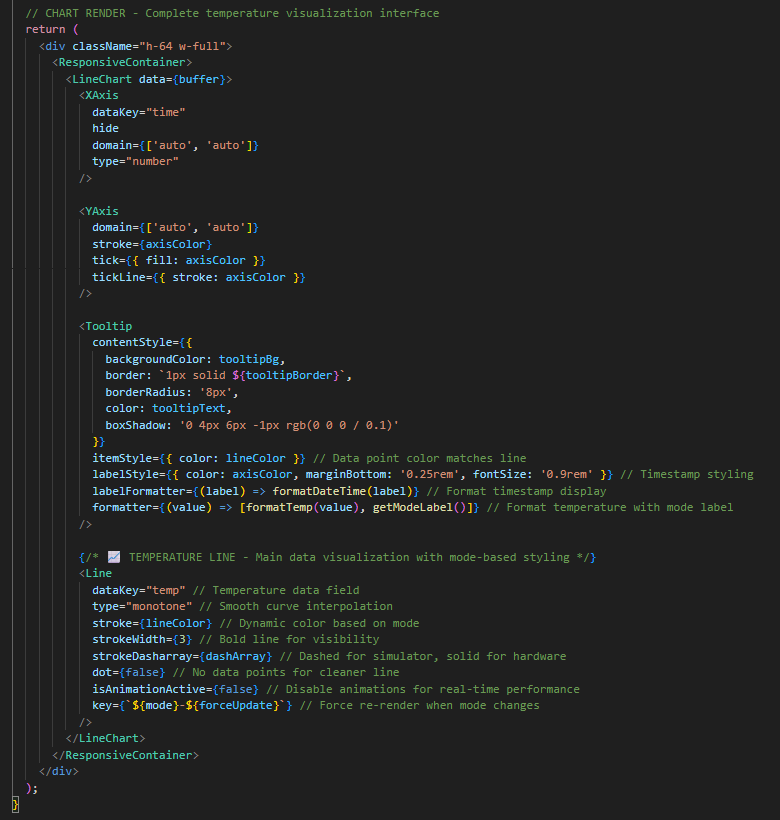 // CHART RENDER - Complete temperature visualization interface
return (
<div className="h-64 w-full">
<ResponsiveContainer>
<LineChart data={buffer}>
<XAxis
dataKey="time"
hide
domain={['auto', 'auto']}
type="number"
/>
<YAxis
domain={['auto', 'auto']}
stroke={axisColor}
tick={{ fill: axisColor }}
tickLine={{ stroke: axisColor }}
/>
<Tooltip
contentStyle={{
backgroundColor: tooltipBg,
border: `1px solid ${tooltipBorder}`,
borderRadius: '8px',
color: tooltipText,
boxShadow: '0 4px 6px -1px rgb(0 0 0 / 0.1)'
}}
itemStyle={{ color: lineColor }} // Data point color matches line
labelStyle={{ color: axisColor, marginBottom: '0.25rem', fontSize: '0.9rem' }} // Timestamp styling
labelFormatter={(label) => formatDateTime(label)} // Format timestamp display
formatter={(value) => [formatTemp(value), getModeLabel()]} // Format temperature with mode label
/>
{/* 📈 TEMPERATURE LINE - Main data visualization with mode-based styling */}
<Line
dataKey="temp" // Temperature data field
type="monotone" // Smooth curve interpolation
stroke={lineColor} // Dynamic color based on mode
strokeWidth={3} // Bold line for visibility
strokeDasharray={dashArray} // Dashed for simulator, solid for hardware
dot={false} // No data points for cleaner line
isAnimationActive={false} // Disable animations for real-time performance
key={`${mode}-${forceUpdate}`} // Force re-render when mode changes
/>
</LineChart>
</ResponsiveContainer>
</div>
);
}